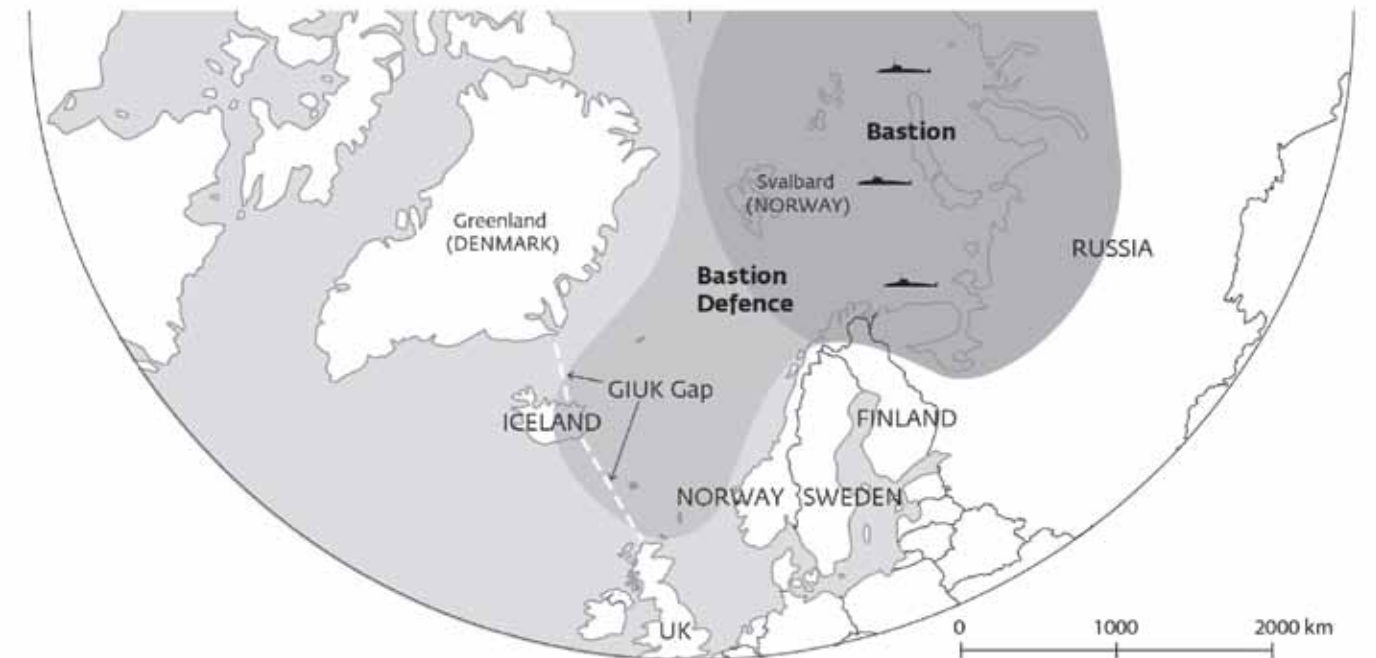 Bastion
Svalbard
(NORWAY)
Greenland
(DENMARK)
RUSSIA
Bastion
Defence
GIUK Gap
ICELAND
FINLAND
NORWAY
SWEDEN
UK
0 1000 2000 km